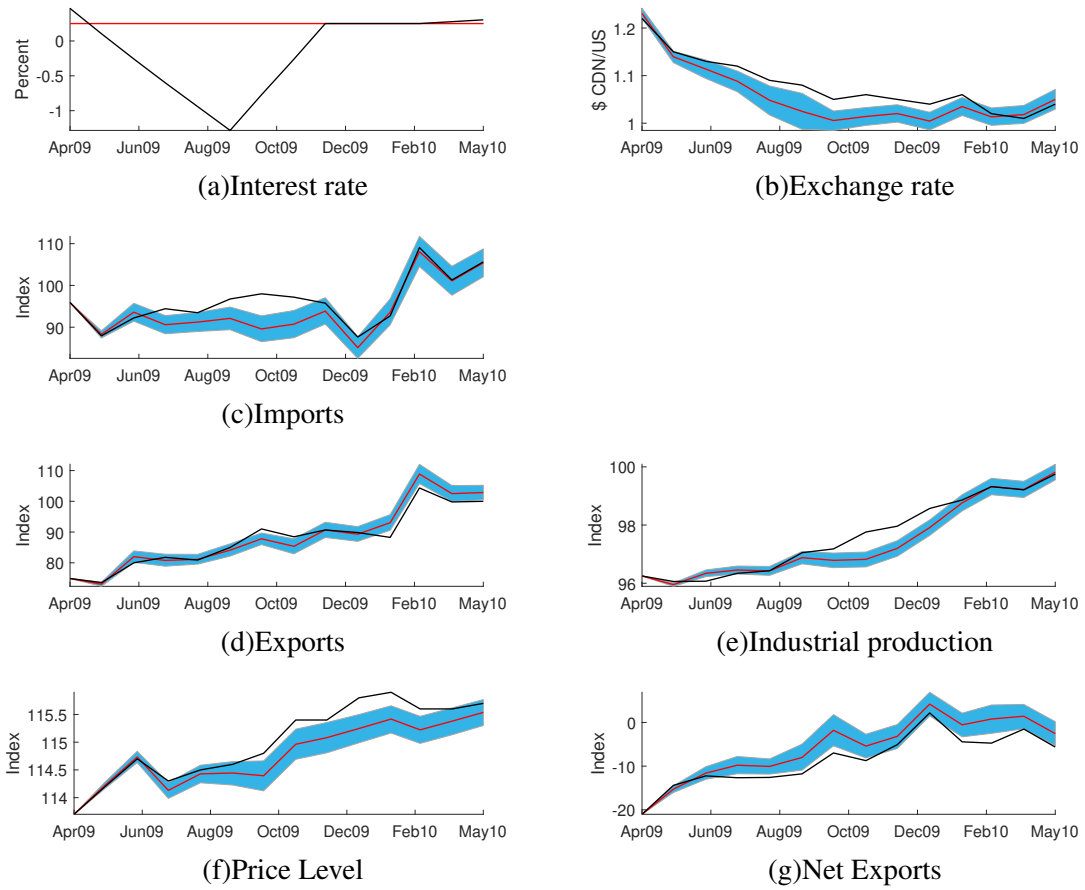 Percent
0
-0.5
-1
Apr09 Jun09 Aug09 Oct09 Dec09 Feb10 May10
(a)Interest rate
$ CDN/US
1.2
1.1
1
Apr09 Jun09 Aug09 Oct09 Dec09 Feb10 May10
(b)Exchange rate
Index
110
100
90
Apr09 Jun09 Aug09 Oct09 Dec09 Feb10 May10
(c)Imports
Index
110
100
90
80
Apr09 Jun09 Aug09 Oct09 Dec09 Feb10 May10
(d)Exports
Index
100
98
96
Apr09 Jun09 Aug09 Oct09 Dec09 Feb10 May10
(e)Industrial production
Index
115.5
115
114.5
114
Apr09 Jun09 Aug09 Oct09 Dec09 Feb10 May10
(f)Price Level
Index
0
-10
-20
Apr09 Jun09 Aug09 Oct09 Dec09 Feb10 May10
(g)Net Exports